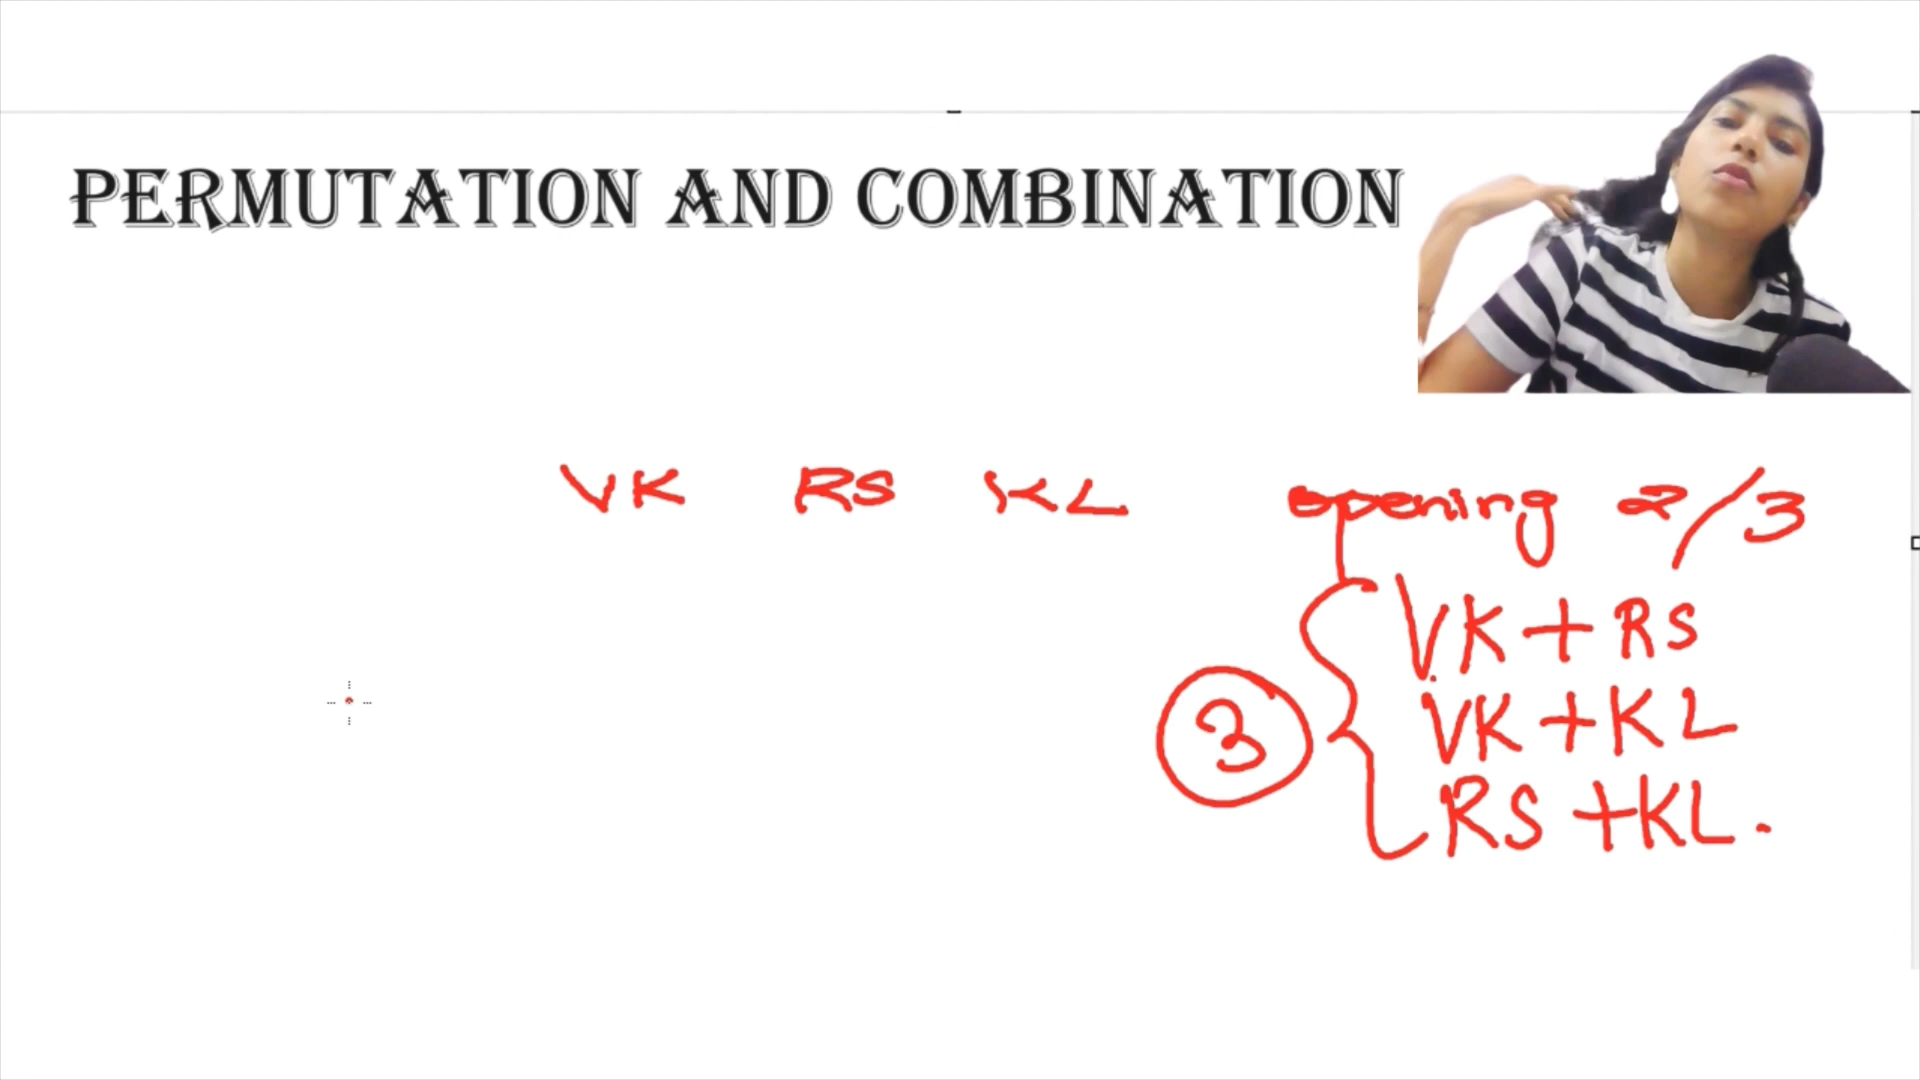 PERMUTATION AND COMBINATION
VK RS KL opening 2/3
VK + RS
VK + KL
3
RS + KL.